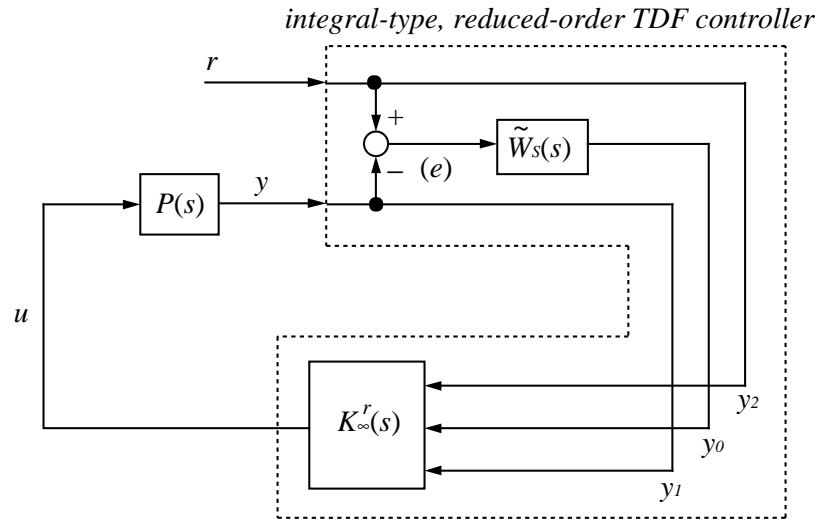 integral-type, reduced-order TDF controller
r
+
W̃S(s)
− (e)
P(s)
y
u
K∞r(s)
y2
y0
y1